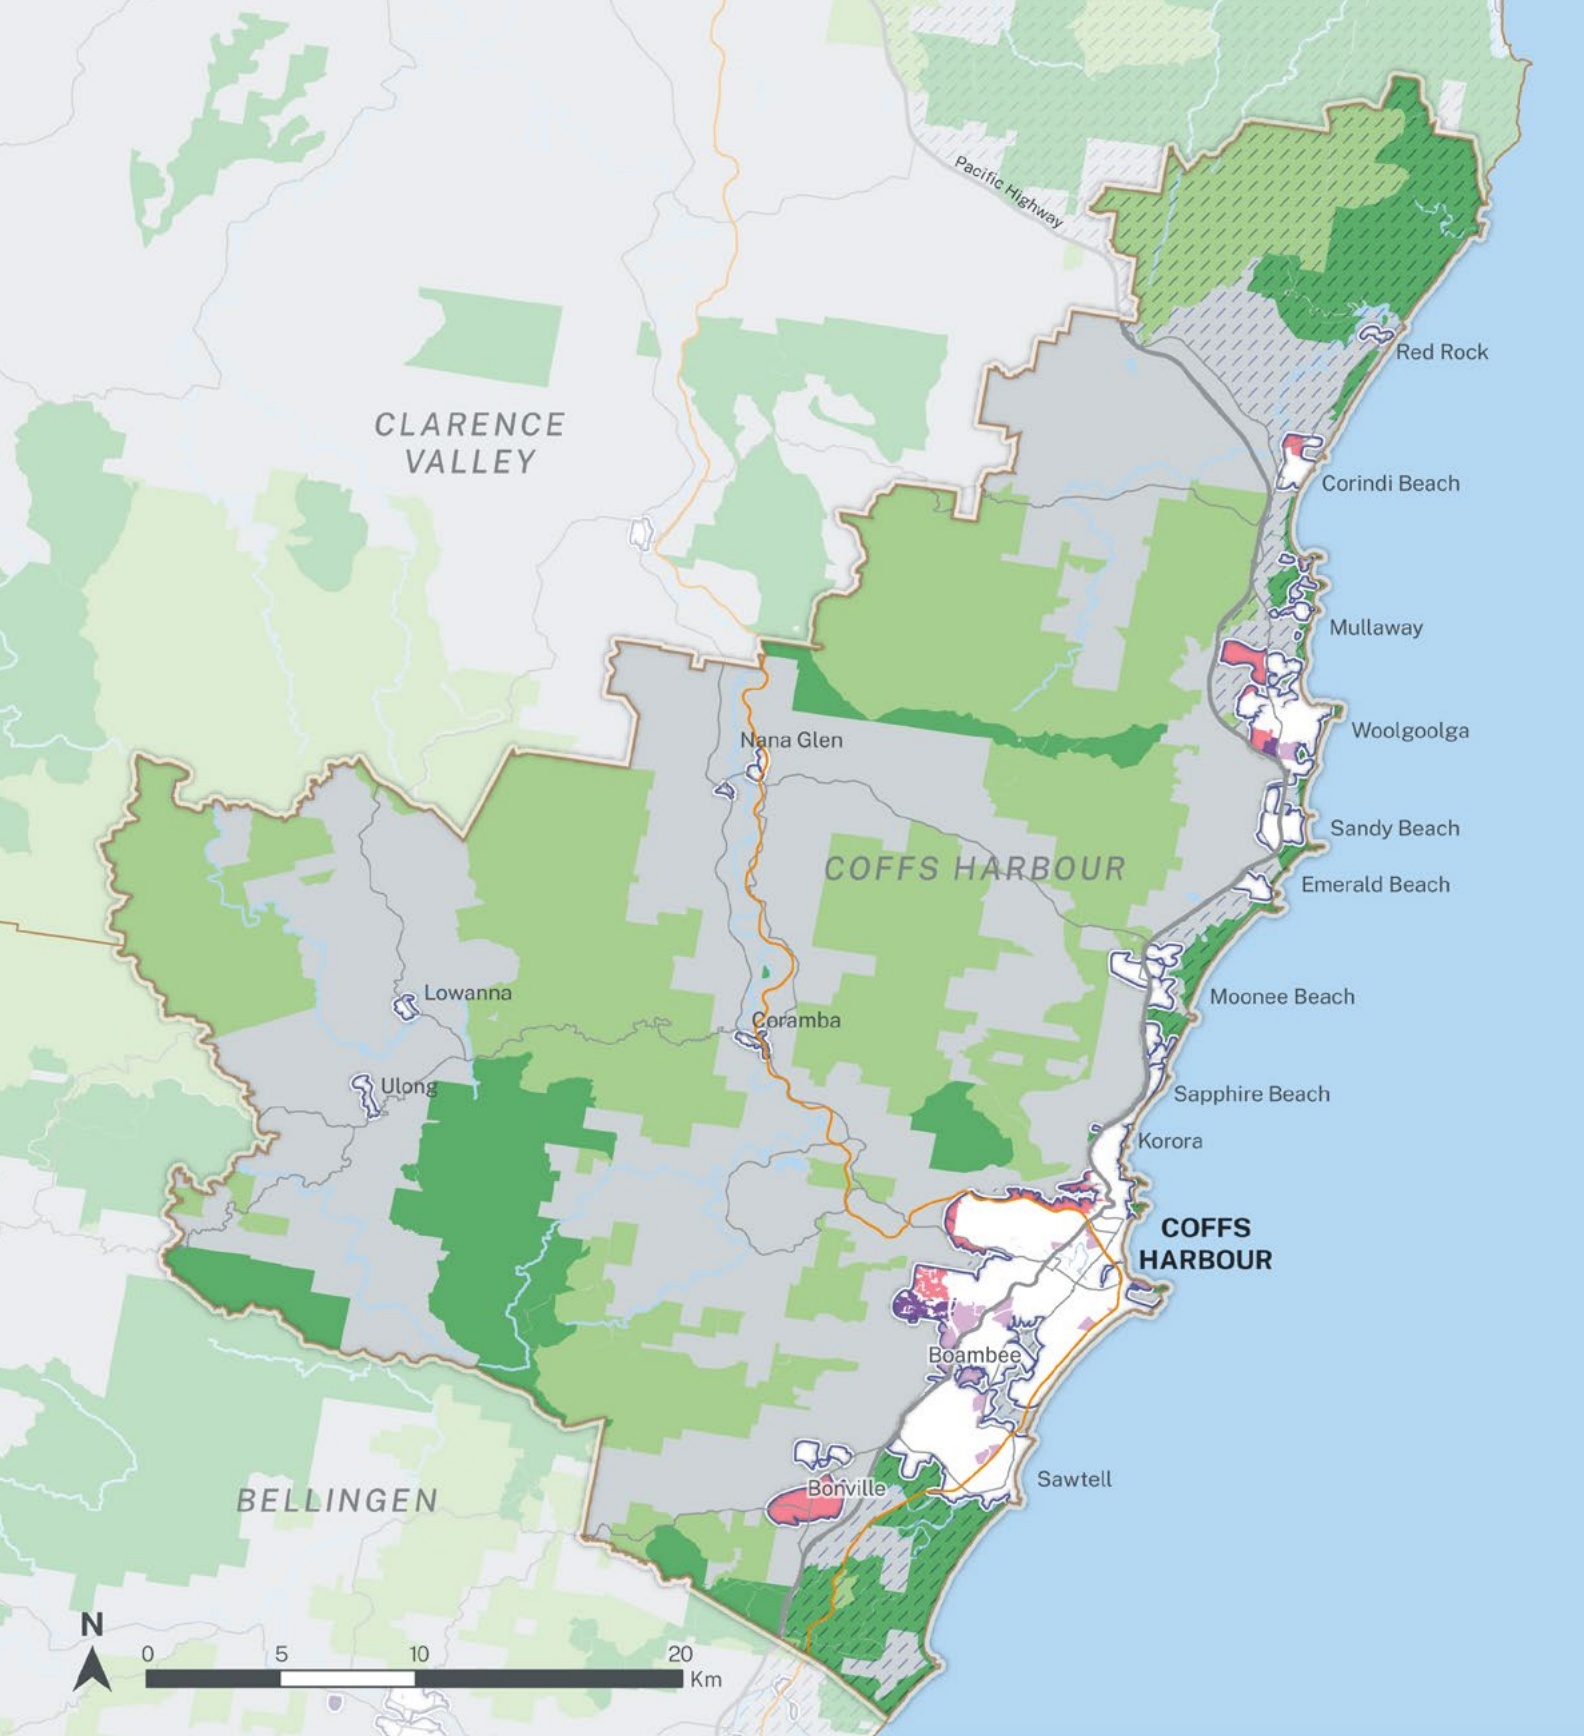 Pacific Highway
Red Rock
CLARENCE
VALLEY
Corindi Beach
Mullaway
Woolgoolga
Nana Glen
Sandy Beach
COFFS HARBOUR
Emerald Beach
Lowanna
Moonee Beach
Coramba
Ulong
Sapphire Beach
Korora
COFFS
HARBOUR
Boambee
Sawtell
Bonville
BELLINGEN
N
0 5 10 20
Km